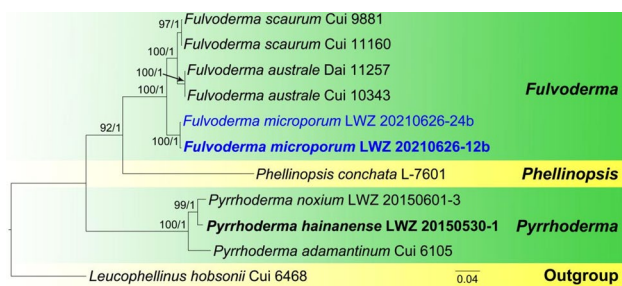 97/1
Fulvoderma scaurum Cui 9881
Fulvoderma scaurum Cui 11160
100/1
100/1
Fulvoderma australe Dai 11257
Fulvoderma australe Cui 10343
Fulvoderma
100/1
Fulvoderma microporum LWZ 20210626-24b
100/1
Fulvoderma microporum LWZ 20210626-12b
92/1
Phellinopsis conchata L-7601
Phellinopsis
Pyrrhoderma noxium LWZ 20150601-3
99/1
Pyrrhoderma hainanense LWZ 20150530-1
100/1
Pyrrhoderma
Pyrrhoderma adamantinum Cui 6105
Leucophellinus hobsonii Cui 6468
0.04
Outgroup